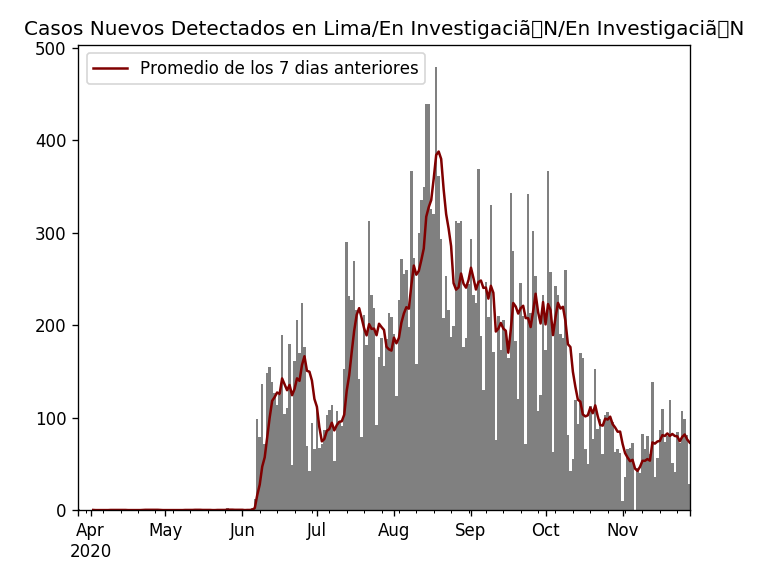 Casos Nuevos Detectados en Lima/En Investigaciã▯N/En Investigaciã▯N
Promedio de los 7 dias anteriores
500
400
300
200
100
0
Apr May Jun Jul Aug Sep Oct Nov
2020